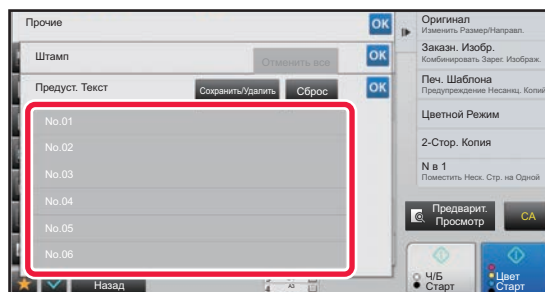 Прочие
OK
Штамп
Отменить все
OK
Предуст. Текст
Сохранить/Удалить
Сброс
OK
No.01
No.02
No.03
No.04
No.05
No.06
Назад
A3
Оригинал
Изменить Размер/Направл.
Заказн. Изобр.
Комбинировать Зарег. Изображ.
Печ. Шаблона
Предупреждение Несанкц. Копий
Цветной Режим
2-Стор. Копия
N в 1
Поместить Неск. Стр. на Одной
Предварит.
Просмотр
CA
Ч/Б
Старт
Цвет
Старт